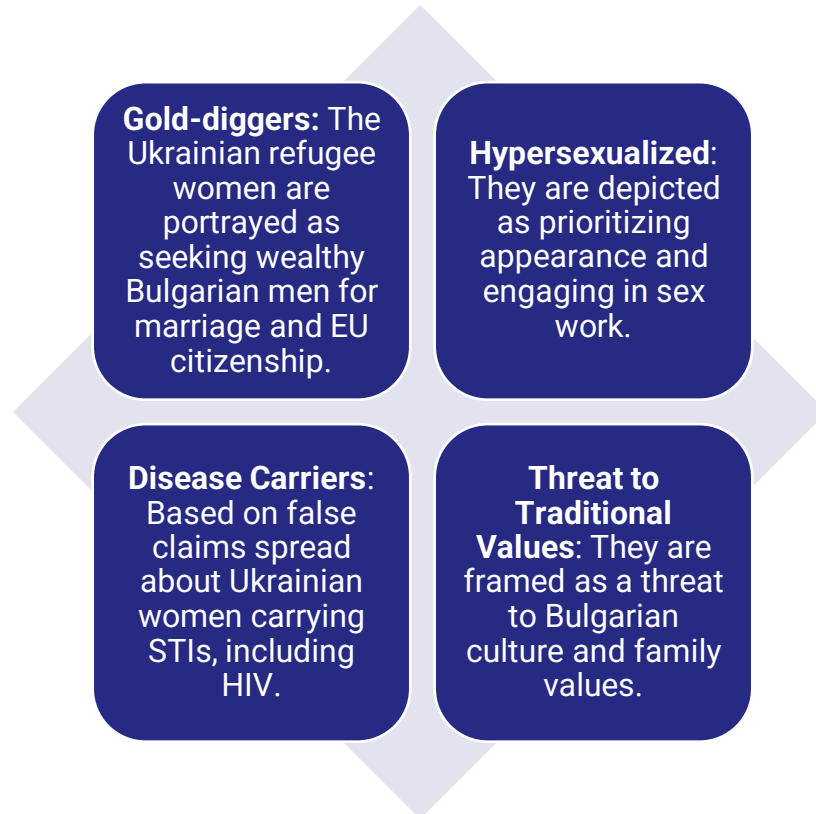 Gold-diggers: The
Ukrainian refugee
women are
portrayed as
seeking wealthy
Bulgarian men for
marriage and EU
citizenship.
Hypersexualized:
They are depicted
as prioritizing
appearance and
engaging in sex
work.
Disease Carriers:
Based on false
claims spread
about Ukrainian
women carrying
STIs, including
HIV.
Threat to
Traditional
Values: They are
framed as a threat
to Bulgarian
culture and family
values.